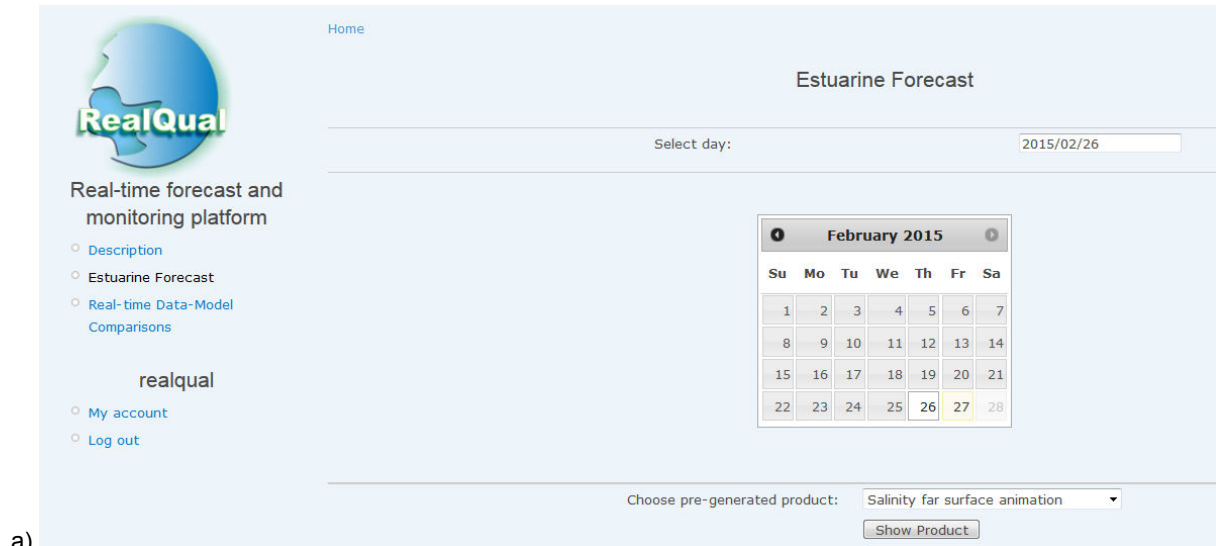 Home
Estuarine Forecast
RealQual
Select day: 2015/02/26
Real-time forecast and
monitoring platform
Description
Estuarine Forecast
Real-time Data-Model
Comparisons
realqual
My account
Log out
February 2015
Su Mo Tu We Th Fr Sa
1 2 3 4 5 6 7
8 9 10 11 12 13 14
15 16 17 18 19 20 21
22 23 24 25 26 27 28
Choose pre-generated product: Salinity far surface animation
Show Product
a)